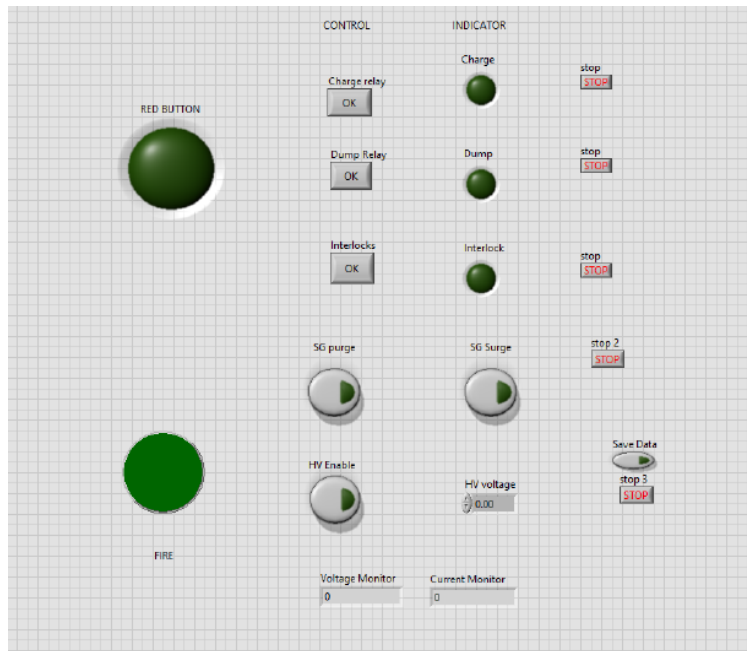 CONTROL INDICATOR
Charge
stop
STOP
Charge relay
OK
RED BUTTON
Dump Relay
OK
Dump
stop
STOP
Interlocks
OK
Interlock
stop
STOP
SG purge
SG Surge
stop 2
STOP
Save Data
HV Enable
HV voltage
0.00
stop 3
STOP
FIRE
Voltage Monitor
0
Current Monitor
0